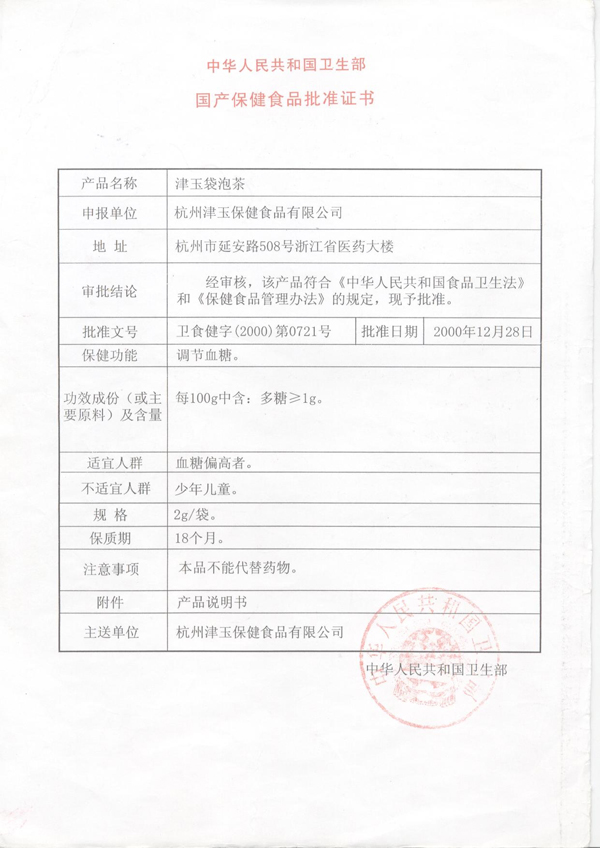 中华人民共和国卫生部
国产保健食品批准证书
产品名称 津玉袋泡茶
申报单位 杭州津玉保健食品有限公司
地 址 杭州市延安路508号浙江省医药大楼
审批结论 经审核，该产品符合《中华人民共和国食品卫生法》
和《保健食品管理办法》的规定，现予批准。
批准文号 卫食健字(2000)第0721号 批准日期 2000年12月28日
保健功能 调节血糖。
功效成份（或主
要原料）及含量 每100g中含：多糖≥1g。
适宜人群 血糖偏高者。
不适宜人群 少年儿童。
规 格 2g/袋。
保质期 18个月。
注意事项 本品不能代替药物。
附件 产品说明书
主送单位 杭州津玉保健食品有限公司
中华人民共和国卫生部
中华人民共和国卫生部